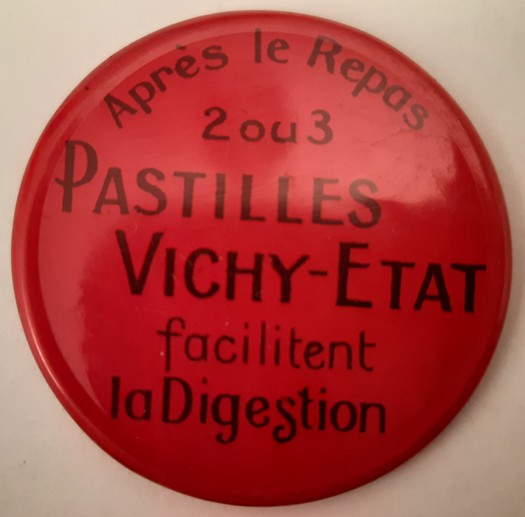 Après le Repas
2 ou 3
PASTILLES
VICHY-ETAT
facilitent
la Digestion